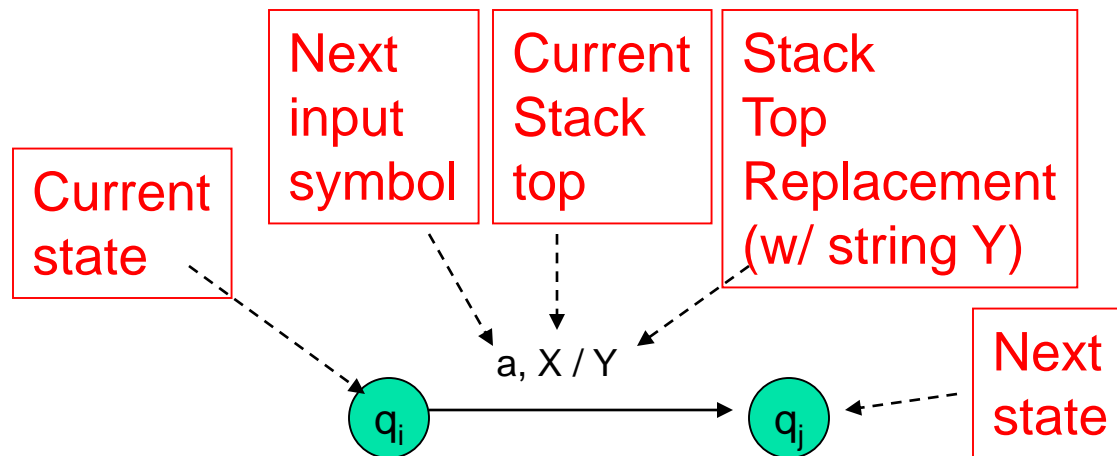 Next
input
symbol
Current
Stack
top
Stack
Top
Replacement
(w/ string Y)
Current
state
a, X / Y
Next
state
qi
qj